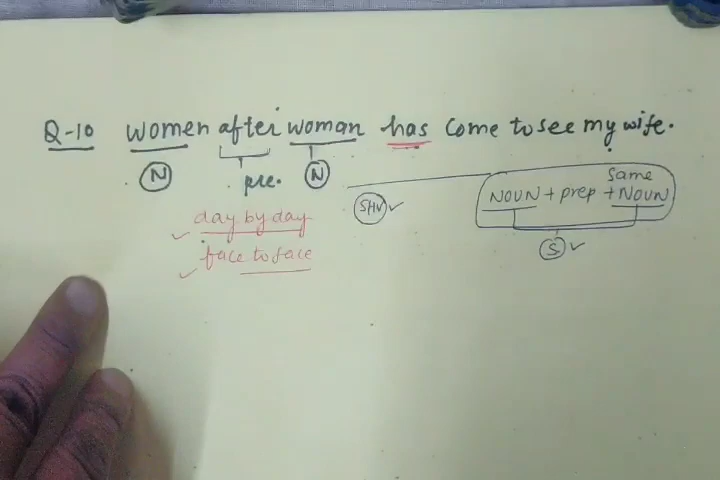 Q-10 women after woman has come to see my wife.
same
N pre. N NOUN + prep + NOUN
day by day SHV
face to face S